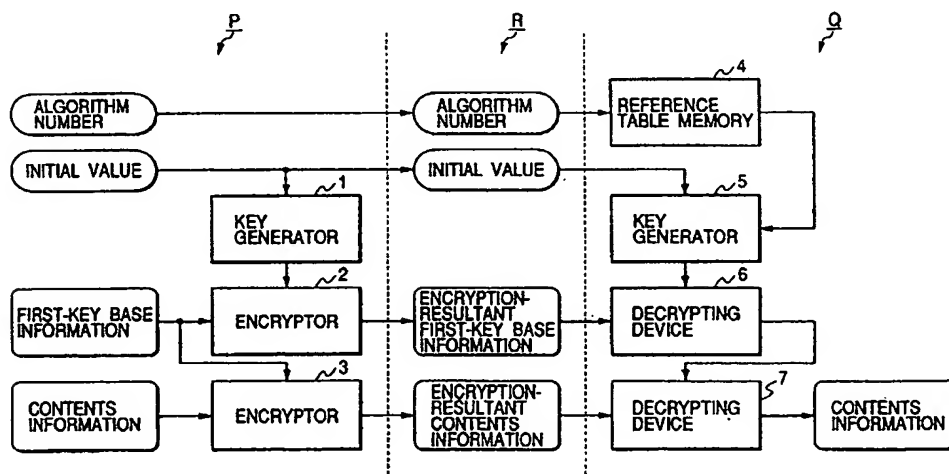 P
R
Q
4
ALGORITHM
NUMBER
ALGORITHM
NUMBER
REFERENCE
TABLE MEMORY
INITIAL VALUE
INITIAL VALUE
1
5
KEY
GENERATOR
KEY
GENERATOR
2
6
FIRST-KEY BASE
INFORMATION
ENCRYPTOR
ENCRYPTION-
RESULTANT
FIRST-KEY BASE
INFORMATION
DECRYPTING
DEVICE
3
7
CONTENTS
INFORMATION
ENCRYPTOR
ENCRYPTION-
RESULTANT
CONTENTS
INFORMATION
DECRYPTING
DEVICE
CONTENTS
INFORMATION